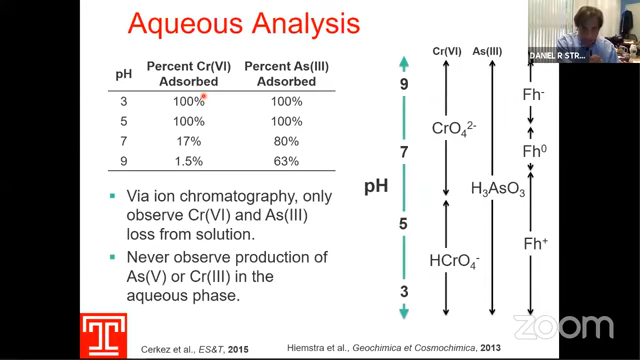 Aqueous Analysis
pH Percent Cr(VI) Adsorbed Percent As(III) Adsorbed
3 100% 100%
5 100% 100%
7 17% 80%
9 1.5% 63%
• Via ion chromatography, only
observe Cr(VI) and As(III)
loss from solution.
• Never observe production of
As(V) or Cr(III) in the
aqueous phase.
Cr(VI) As(III)
9
7
pH
5
3
CrO₄²⁻
HCrO₄⁻
H₃AsO₃
Fh⁻
Fh⁰
Fh⁺
Cerkez et al., ES&T, 2015
Hiemstra et al., Geochimica et Cosmochimica, 2013
DANIEL R STR...
zoom